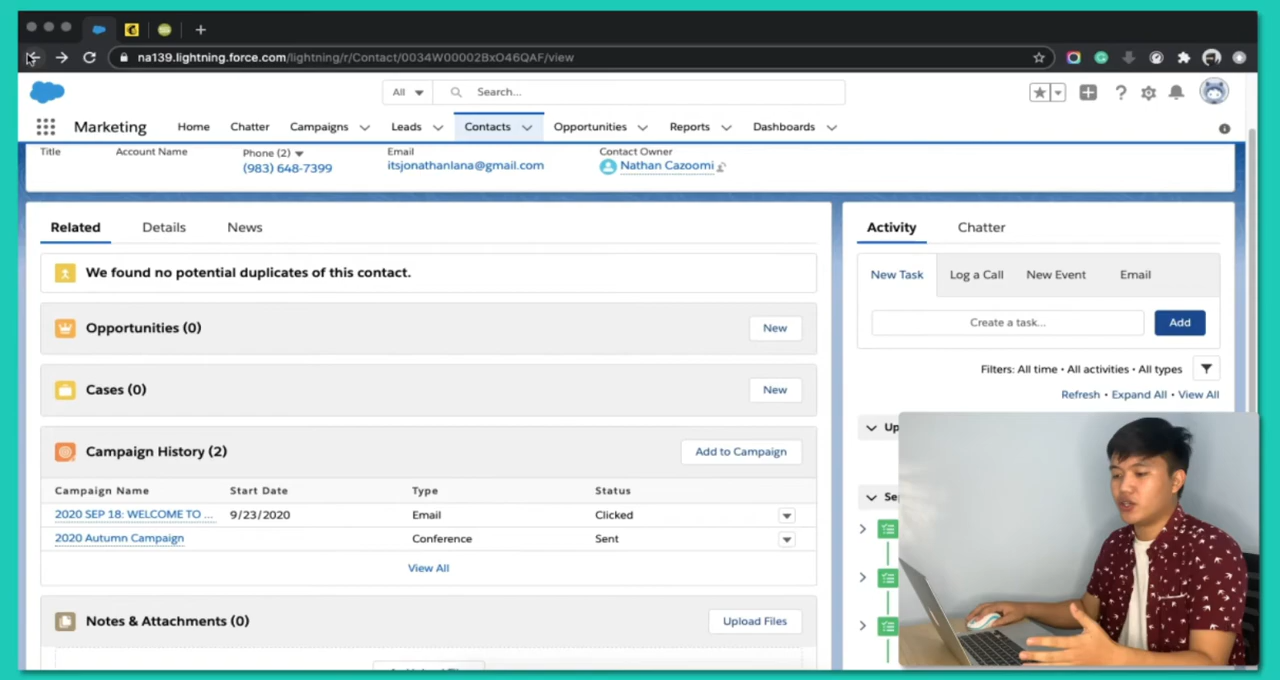 na139.lightning.force.com/lightning/r/Contact/0034W00002BxO46QAF/view
All
Search...
Marketing
Home
Chatter
Campaigns
Leads
Contacts
Opportunities
Reports
Dashboards
Title
Account Name
Phone (2)
Email
Contact Owner
(983) 648-7399
itsjonathanlana@gmail.com
Nathan Cazoomi
Related
Details
News
Activity
Chatter
We found no potential duplicates of this contact.
New Task
Log a Call
New Event
Email
Create a task...
Add
Opportunities (0)
New
Filters: All time • All activities • All types
Refresh • Expand All • View All
Cases (0)
New
Campaign History (2)
Add to Campaign
Campaign Name
Start Date
Type
Status
2020 SEP 18: WELCOME TO ...
9/23/2020
Email
Clicked
2020 Autumn Campaign
Conference
Sent
View All
Notes & Attachments (0)
Upload Files